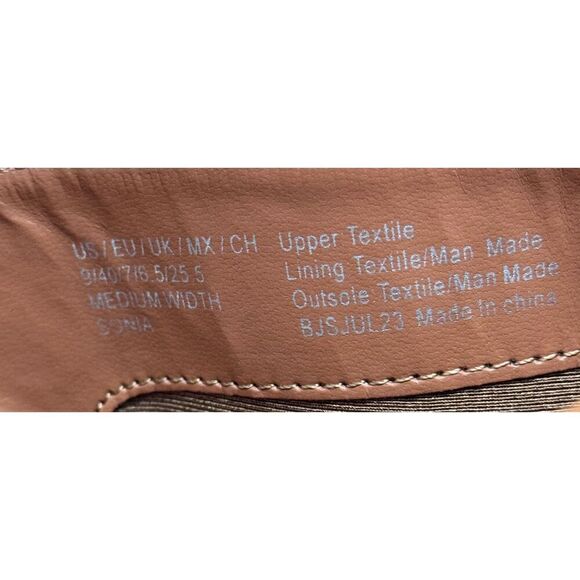 US/EU/UK/MX/CH
9/40/7/6.5/25.5
MEDIUM WIDTH
SONIA
Upper Textile
Lining Textile/Man Made
Outsole Textile/Man Made
BJSJUL23 Made In china